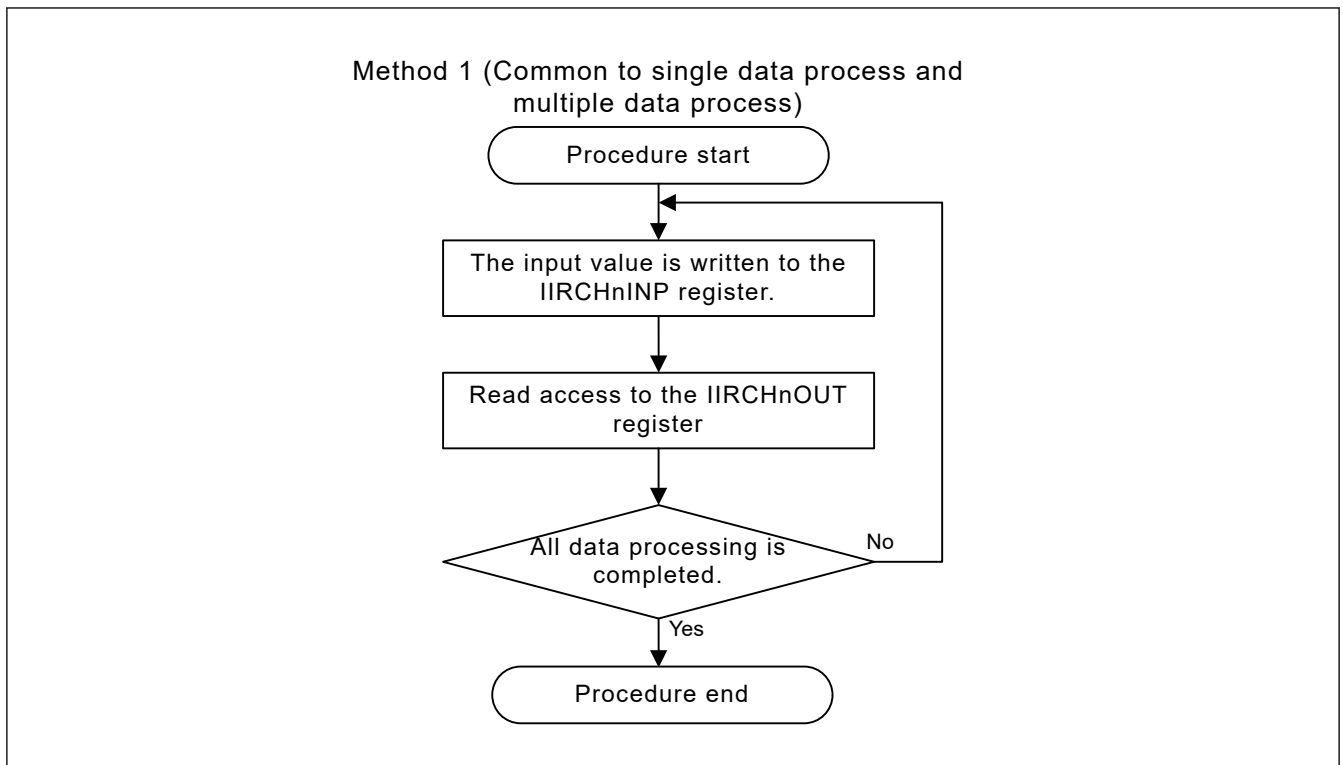 Method 1 (Common to single data process and
multiple data process)
Procedure start
The input value is written to the
IIRCHnINP register.
Read access to the IIRCHnOUT
register
All data processing is
completed.
No
Yes
Procedure end